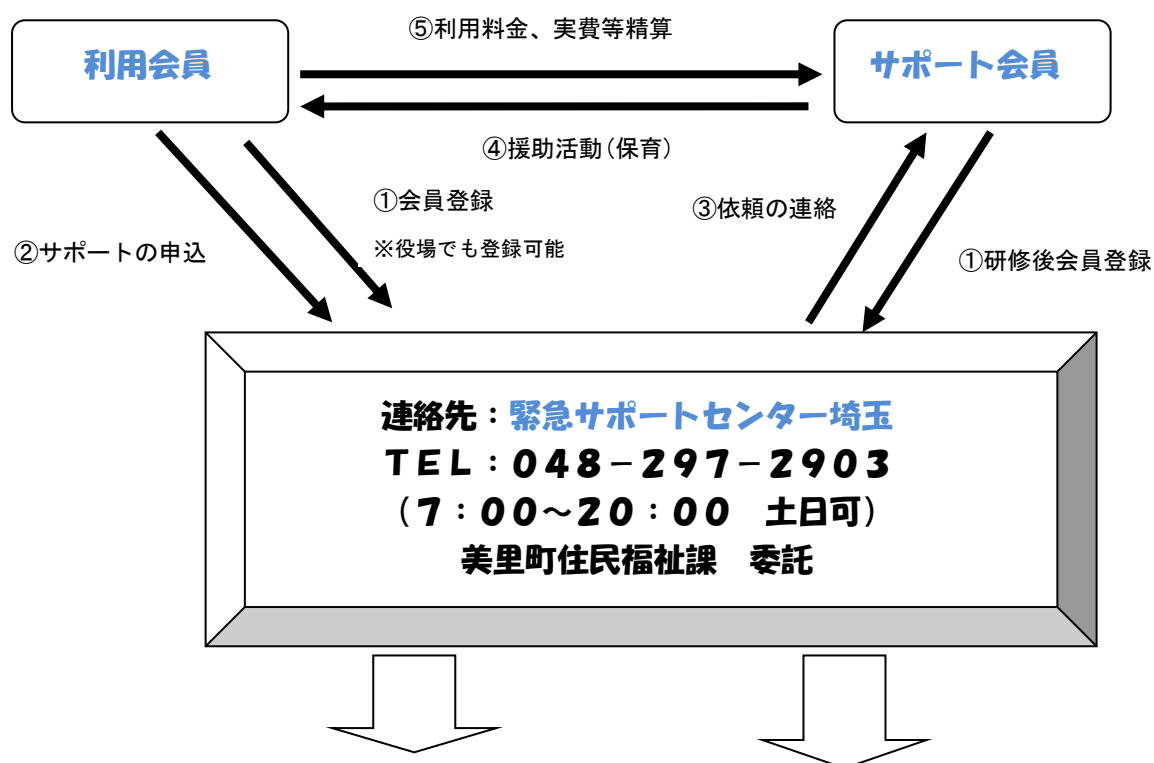 ⑤利用料金、実費等精算
利用会員
サポート会員
④援助活動(保育)
①会員登録
※役場でも登録可能
③依頼の連絡
②サポートの申込
①研修後会員登録
連絡先：緊急サポートセンター埼玉
ＴＥＬ：０４８－２９７－２９０３
（７：００～２０：００　土日可）
美里町住民福祉課　委託